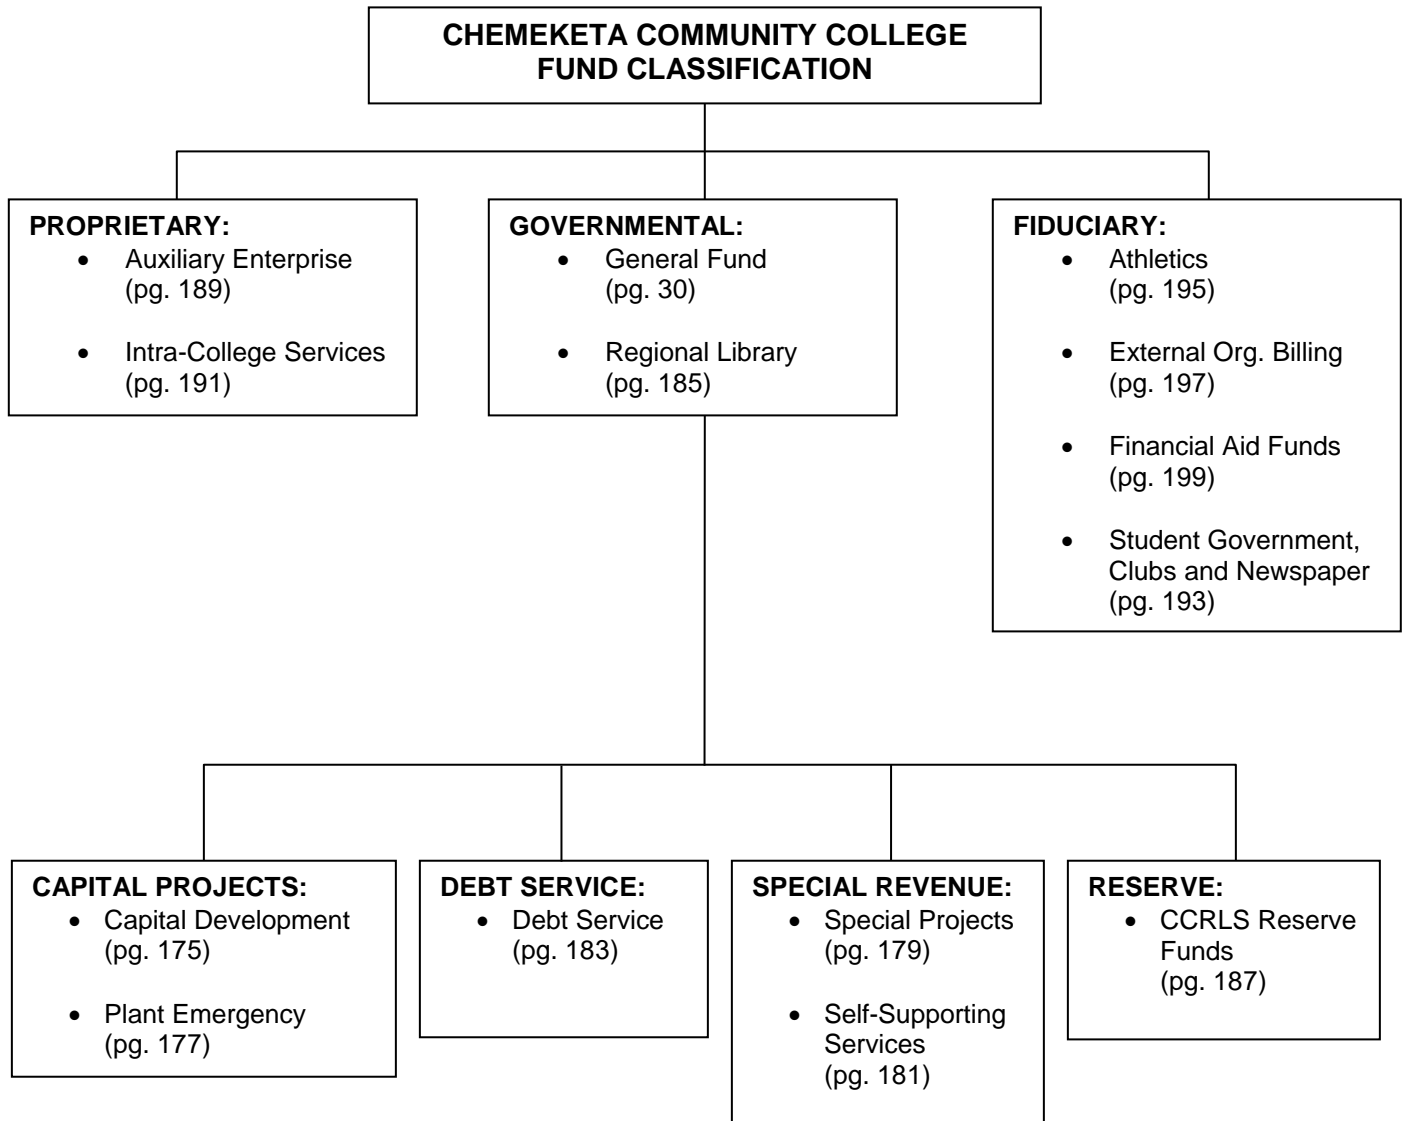 CHEMEKETA COMMUNITY COLLEGE
FUND CLASSIFICATION
PROPRIETARY:
• Auxiliary Enterprise
(pg. 189)
• Intra-College Services
(pg. 191)
GOVERNMENTAL:
• General Fund
(pg. 30)
• Regional Library
(pg. 185)
FIDUCIARY:
• Athletics
(pg. 195)
• External Org. Billing
(pg. 197)
• Financial Aid Funds
(pg. 199)
• Student Government,
Clubs and Newspaper
(pg. 193)
CAPITAL PROJECTS:
• Capital Development
(pg. 175)
• Plant Emergency
(pg. 177)
DEBT SERVICE:
• Debt Service
(pg. 183)
SPECIAL REVENUE:
• Special Projects
(pg. 179)
• Self-Supporting
Services
(pg. 181)
RESERVE:
• CCRLS Reserve
Funds
(pg. 187)